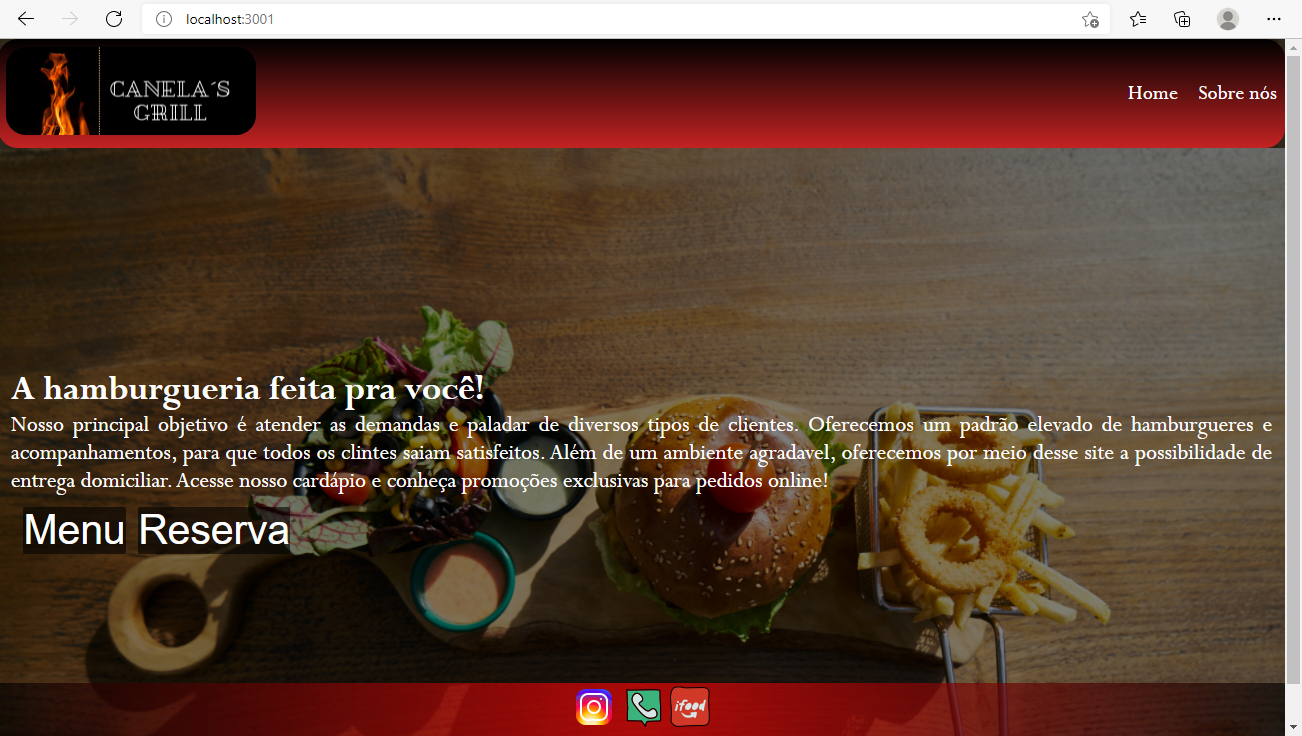 localhost:3001
CANELA´S
GRILL
Home Sobre nós
A hamburgueria feita pra você!
Nosso principal objetivo é atender as demandas e paladar de diversos tipos de clientes. Oferecemos um padrão elevado de hamburgueres e
acompanhamentos, para que todos os clintes saiam satisfeitos. Além de um ambiente agradavel, oferecemos por meio desse site a possibilidade de
entrega domiciliar. Acesse nosso cardápio e conheça promoções exclusivas para pedidos online!
Menu Reserva
ifood